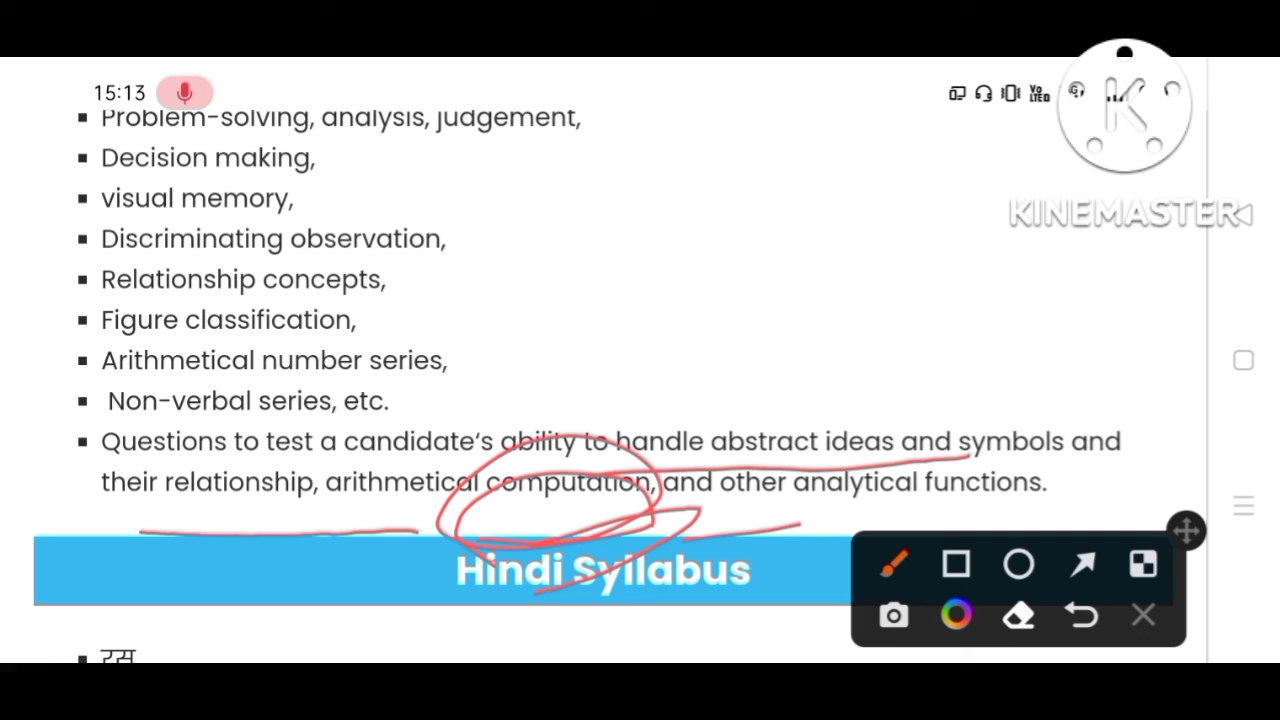 15:13
Problem-solving, analysis, judgement,
Decision making,
visual memory,
Discriminating observation,
Relationship concepts,
Figure classification,
Arithmetical number series,
Non-verbal series, etc.
Questions to test a candidate‘s ability to handle abstract ideas and symbols and
their relationship, arithmetical computation, and other analytical functions.
Hindi Syllabus
रस
K
KINEMASTER